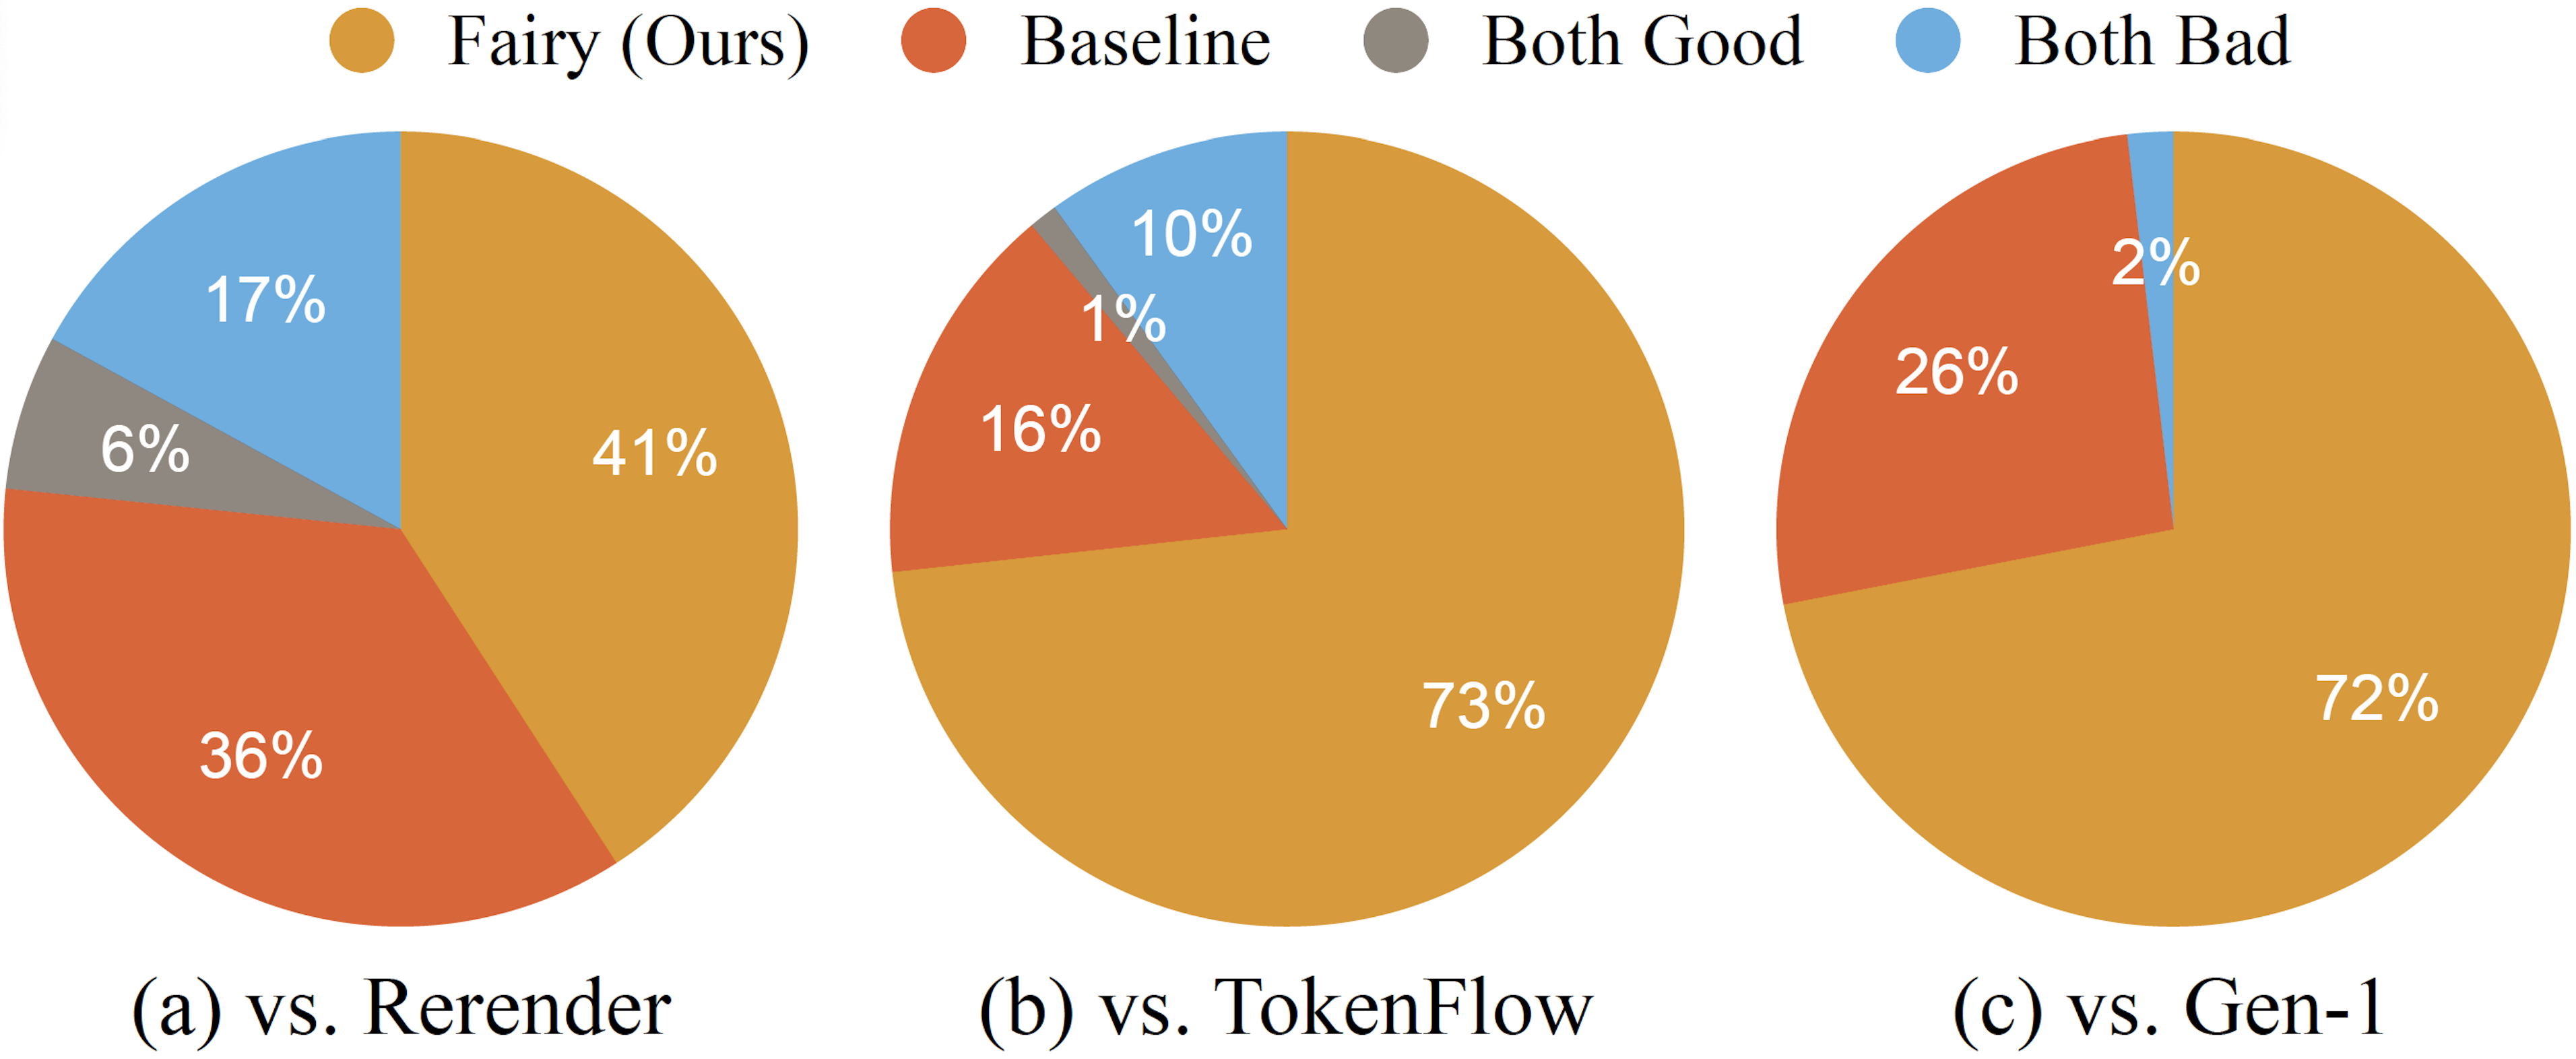 Fairy (Ours) Baseline Both Good Both Bad
17%
6%
41%
36%
10%
1%
16%
73%
2%
26%
72%
(a) vs. Rerender
(b) vs. TokenFlow
(c) vs. Gen-1